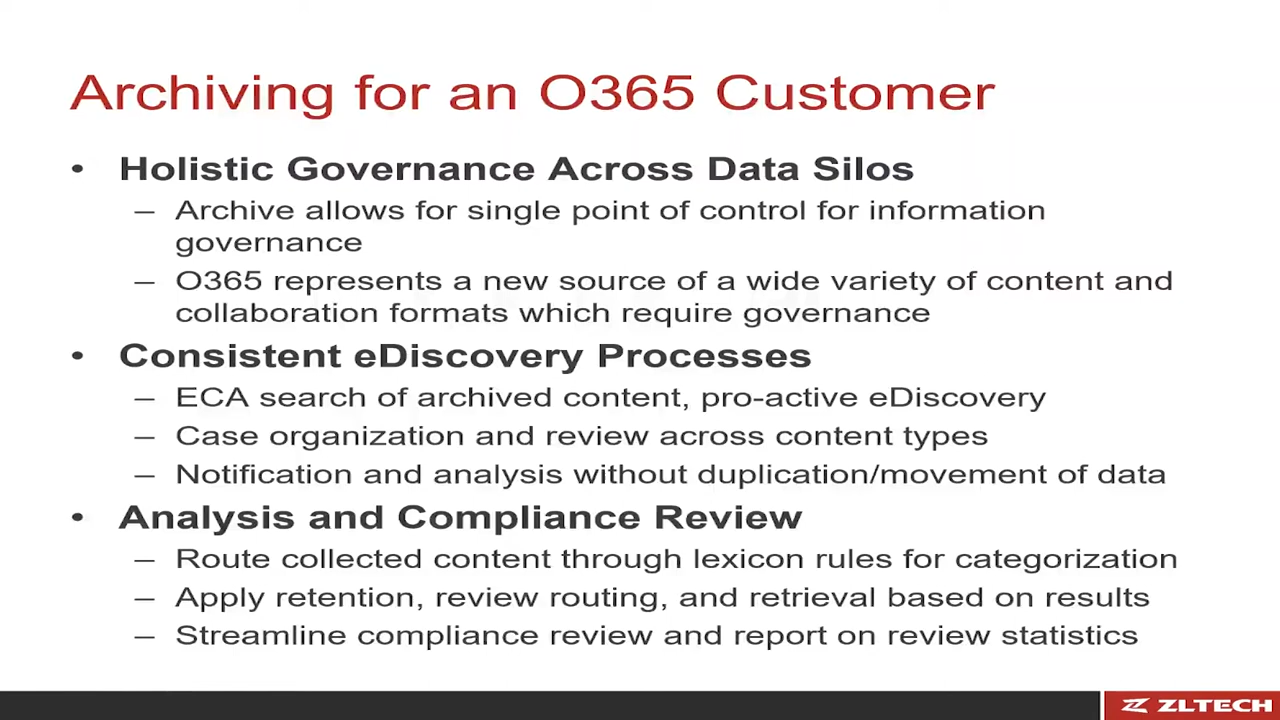 Archiving for an O365 Customer
• Holistic Governance Across Data Silos
– Archive allows for single point of control for information
governance
– O365 represents a new source of a wide variety of content and
collaboration formats which require governance
• Consistent eDiscovery Processes
– ECA search of archived content, pro-active eDiscovery
– Case organization and review across content types
– Notification and analysis without duplication/movement of data
• Analysis and Compliance Review
– Route collected content through lexicon rules for categorization
– Apply retention, review routing, and retrieval based on results
– Streamline compliance review and report on review statistics
ZLTECH